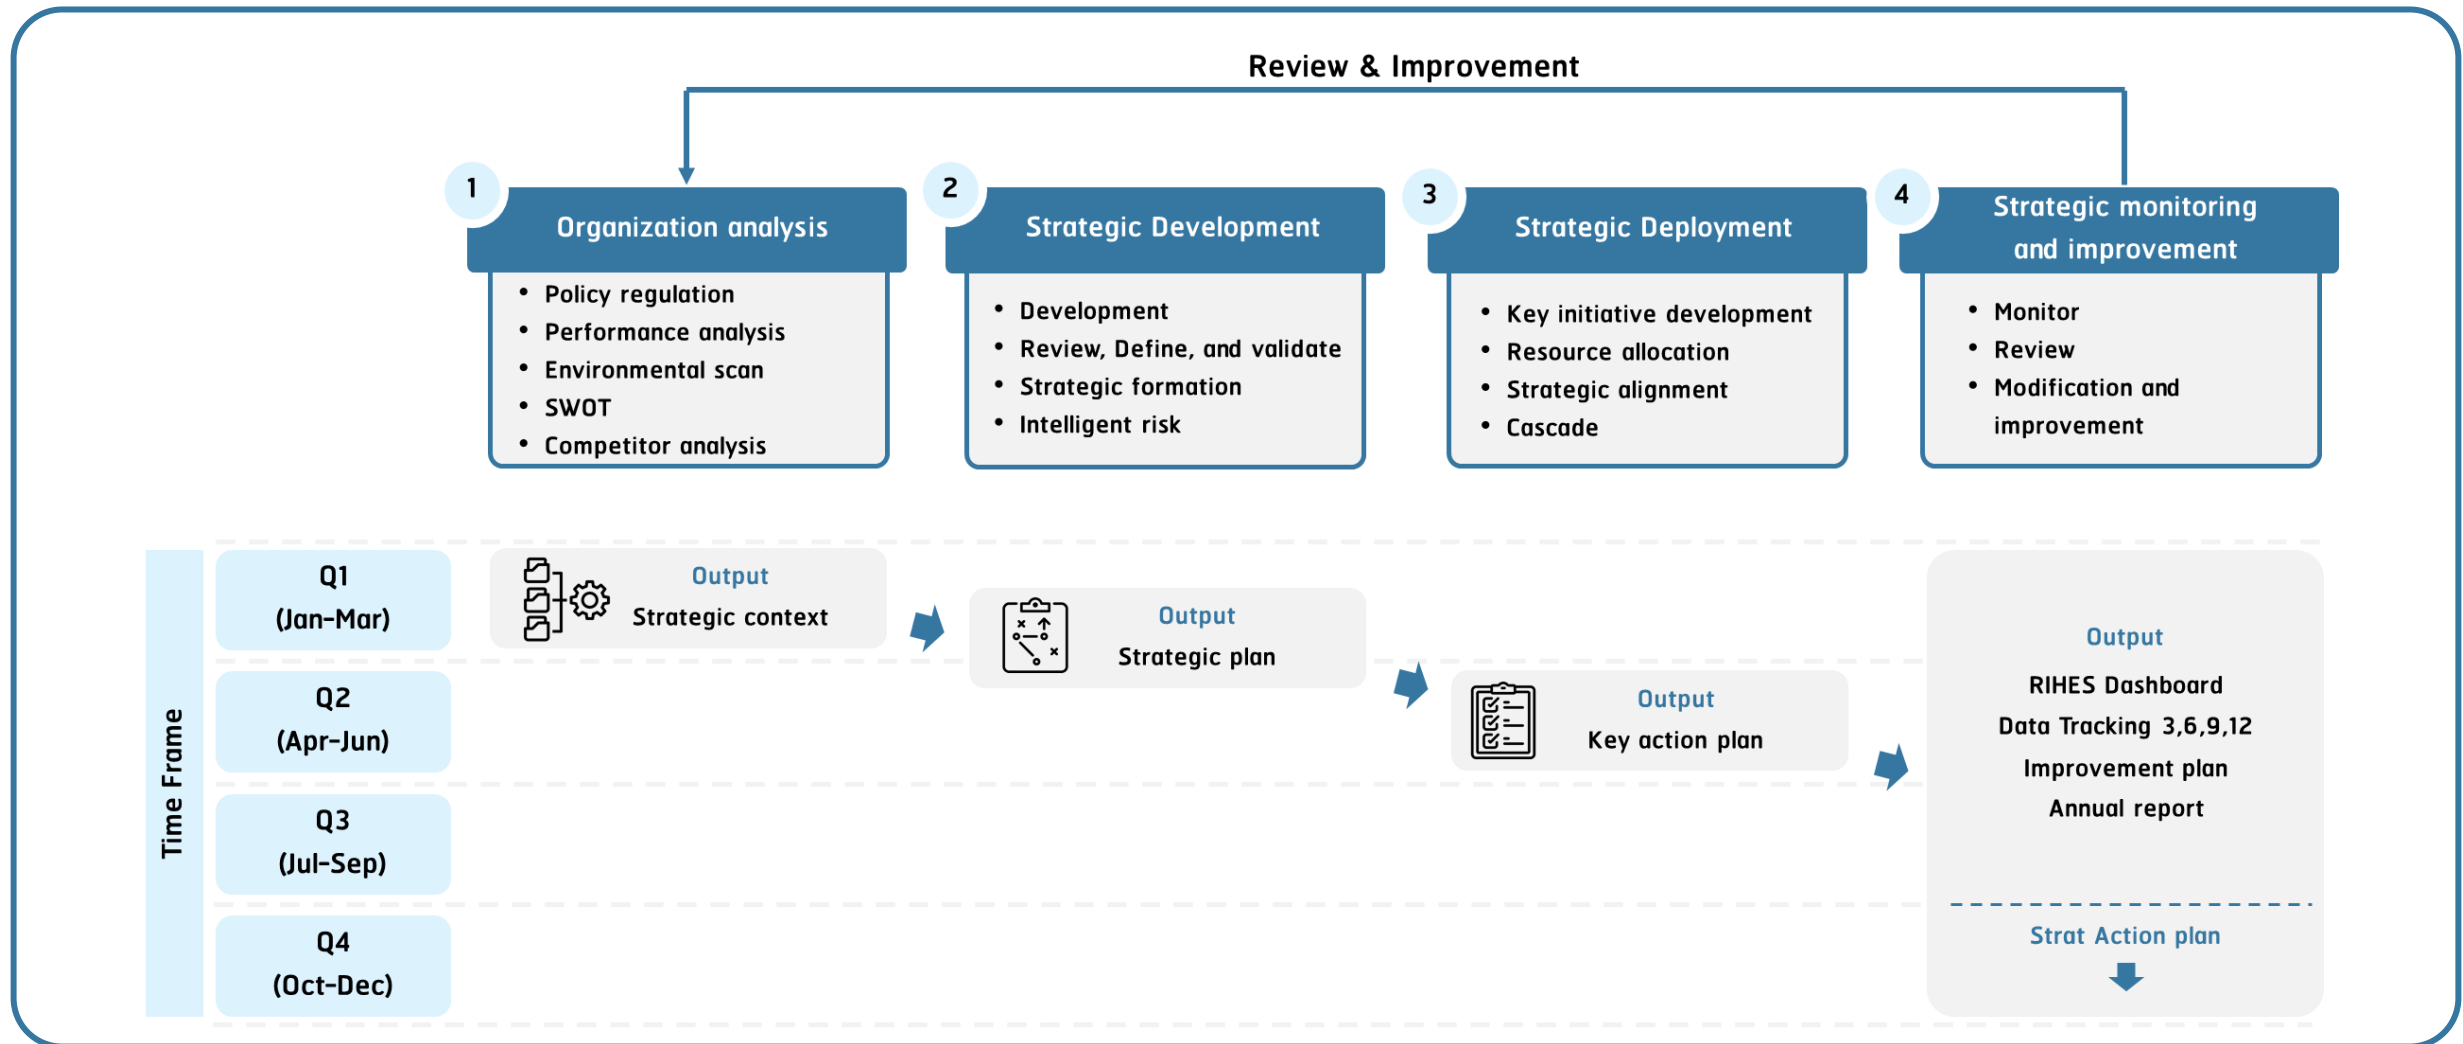 Review & Improvement
1
Organization analysis
• Policy regulation
• Performance analysis
• Environmental scan
• SWOT
• Competitor analysis
2
Strategic Development
• Development
• Review, Define, and validate
• Strategic formation
• Intelligent risk
3
Strategic Deployment
• Key initiative development
• Resource allocation
• Strategic alignment
• Cascade
4
Strategic monitoring
and improvement
• Monitor
• Review
• Modification and
improvement
Time Frame
Q1
(Jan-Mar)
Q2
(Apr-Jun)
Q3
(Jul-Sep)
Q4
(Oct-Dec)
Output
Strategic context
Output
Strategic plan
Output
Key action plan
Output
RIHES Dashboard
Data Tracking 3,6,9,12
Improvement plan
Annual report
Strat Action plan